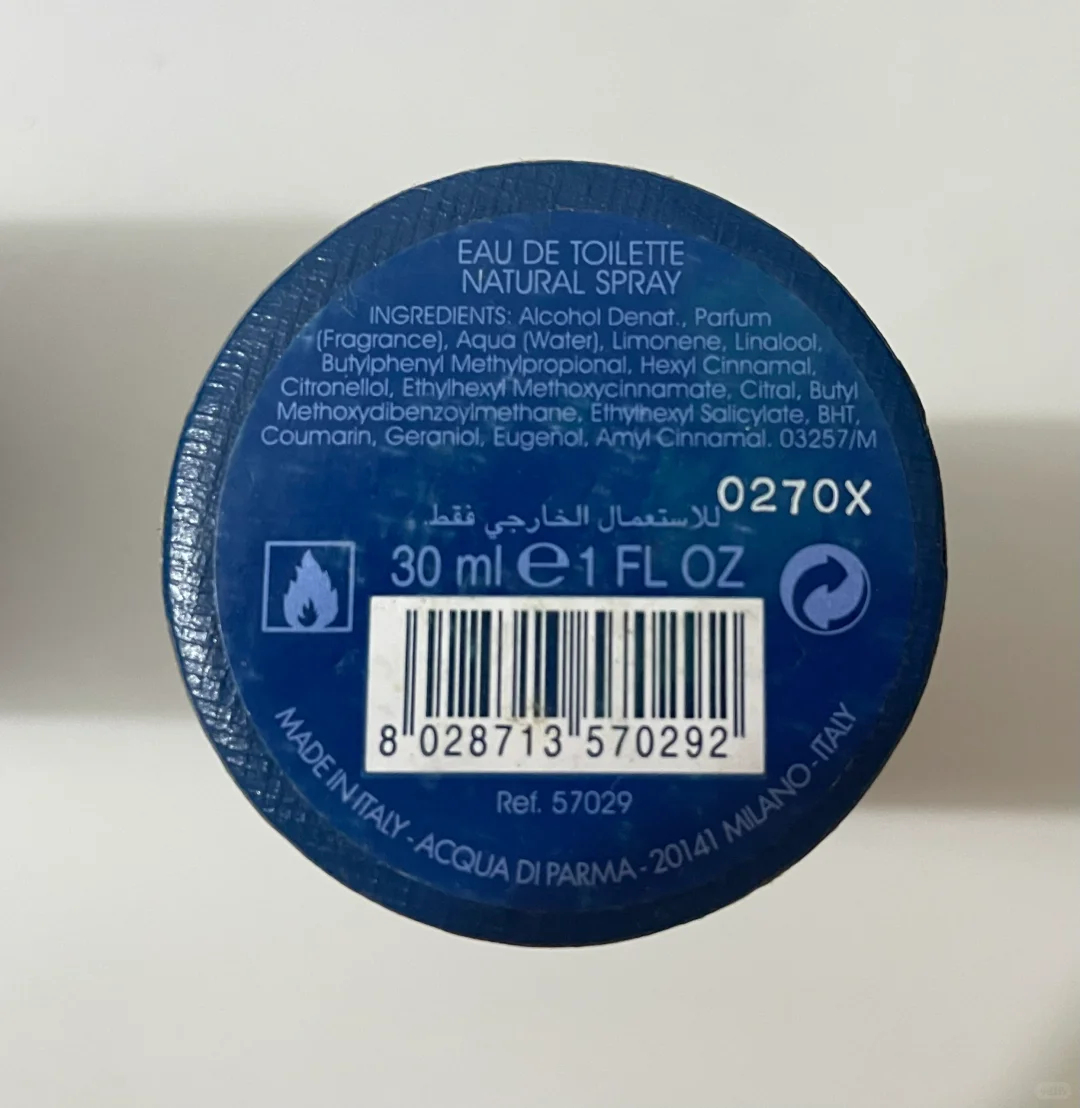 EAU DE TOILETTE
NATURAL SPRAY
INGREDIENTS: Alcohol Denat., Parfum
(Fragrance), Aqua (Water), Limonene, Linalool,
Butylphenyl Methylpropional, Hexyl Cinnamal,
Citronellol, Ethylhexyl Methoxycinnamate, Citral, Butyl
Methoxydibenzoylmethane, Ethylhexyl Salicylate, BHT,
Coumarin, Geraniol, Eugenol, Amyl Cinnamal. 03257/M
0270X
للاستعمال الخارجي فقط.
30 ml e 1 FL OZ
8 028713 570292
Ref. 57029
MADE IN ITALY - ACQUA DI PARMA - 20141 MILANO - ITALY